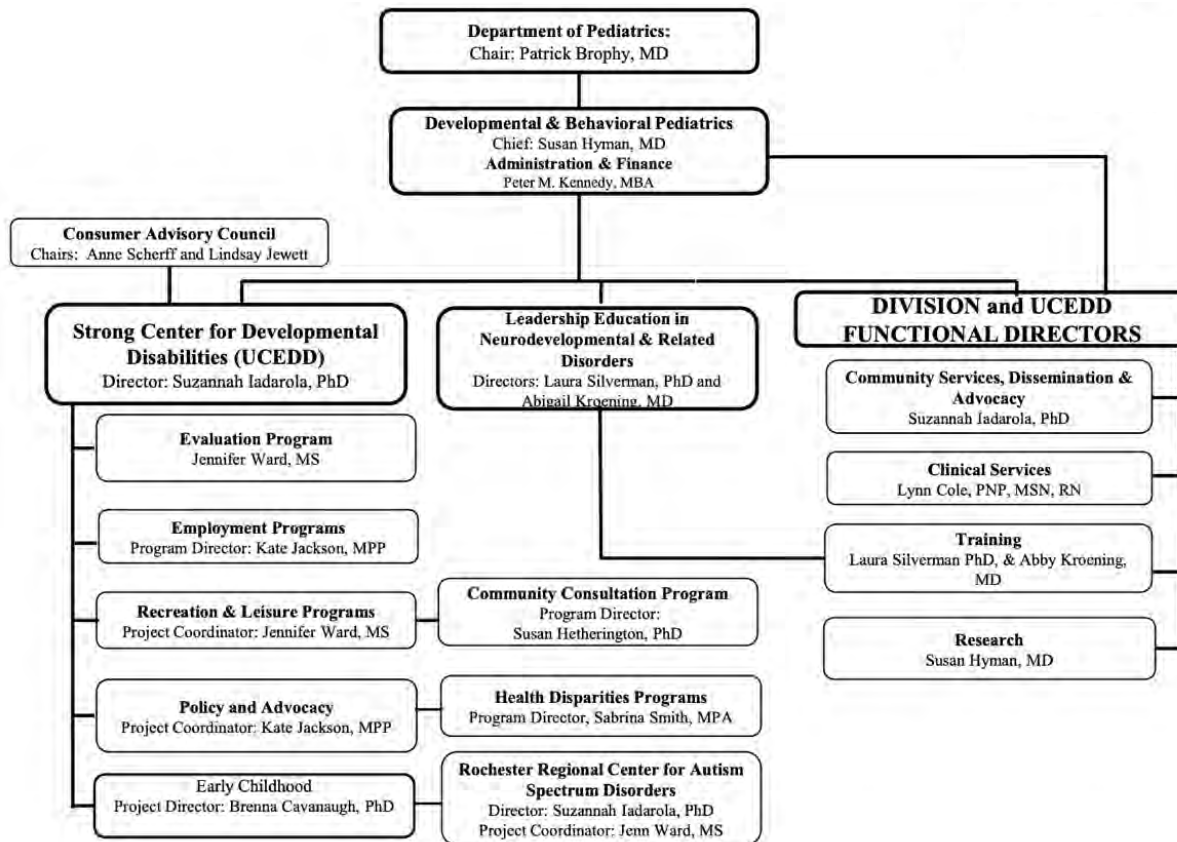 Department of Pediatrics:
Chair: Patrick Brophy, MD
Developmental & Behavioral Pediatrics
Chief: Susan Hyman, MD
Administration & Finance
Peter M. Kennedy, MBA
Consumer Advisory Council
Chairs: Anne Scherff and Lindsay Jewett
Strong Center for Developmental
Disabilities (UCEDD)
Director: Suzannah Iadarola, PhD
Leadership Education in
Neurodevelopmental & Related
Disorders
Directors: Laura Silverman, PhD and
Abigail Kroening, MD
DIVISION and UCEDD
FUNCTIONAL DIRECTORS
Community Services, Dissemination &
Advocacy
Suzannah Iadarola, PhD
Evaluation Program
Jennifer Ward, MS
Clinical Services
Lynn Cole, PNP, MSN, RN
Employment Programs
Program Director: Kate Jackson, MPP
Training
Laura Silverman PhD, & Abby Kroening,
MD
Recreation & Leisure Programs
Project Coordinator: Jennifer Ward, MS
Community Consultation Program
Program Director:
Susan Hetherington, PhD
Research
Susan Hyman, MD
Policy and Advocacy
Project Coordinator: Kate Jackson, MPP
Health Disparities Programs
Program Director, Sabrina Smith, MPA
Early Childhood
Project Director: Brenna Cavanaugh, PhD
Rochester Regional Center for Autism
Spectrum Disorders
Director: Suzannah Iadarola, PhD
Project Coordinator: Jenn Ward, MS